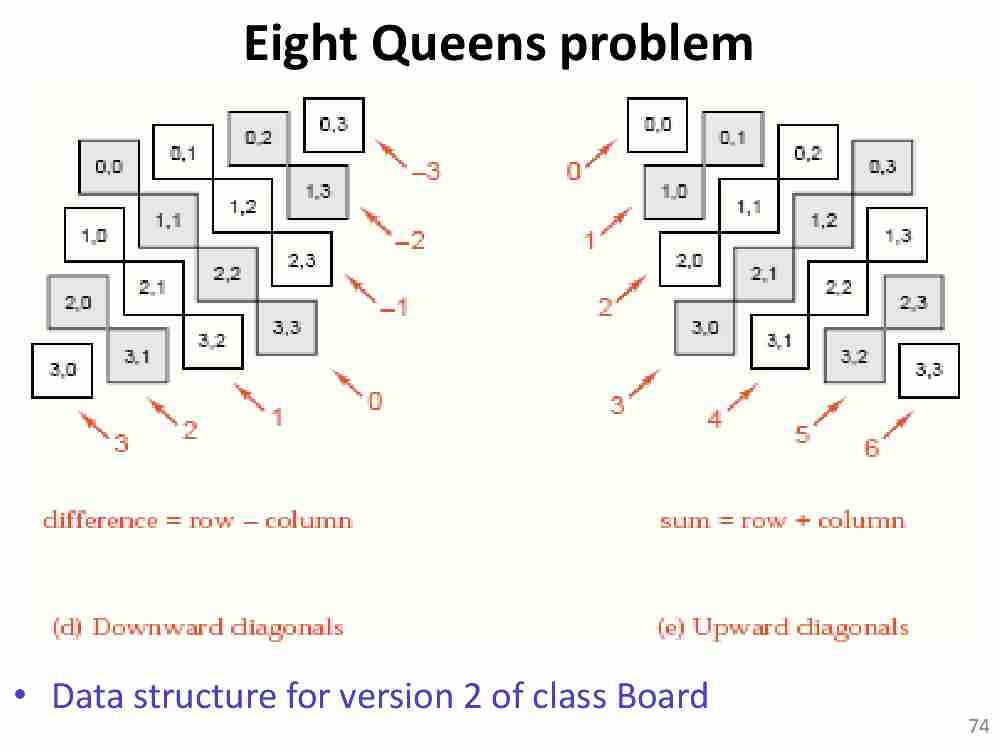 Eight Queens problem
0,0 0,1 0,2 0,3
1,0 1,1 1,2 1,3
2,0 2,1 2,2 2,3
3,0 3,1 3,2 3,3
–3
–2
–1
0
1
2
3
difference = row – column
(d) Downward diagonals
0,0 0,1 0,2 0,3
1,0 1,1 1,2 1,3
2,0 2,1 2,2 2,3
3,0 3,1 3,2 3,3
0
1
2
3
4
5
6
sum = row + column
(e) Upward diagonals
• Data structure for version 2 of class Board
74